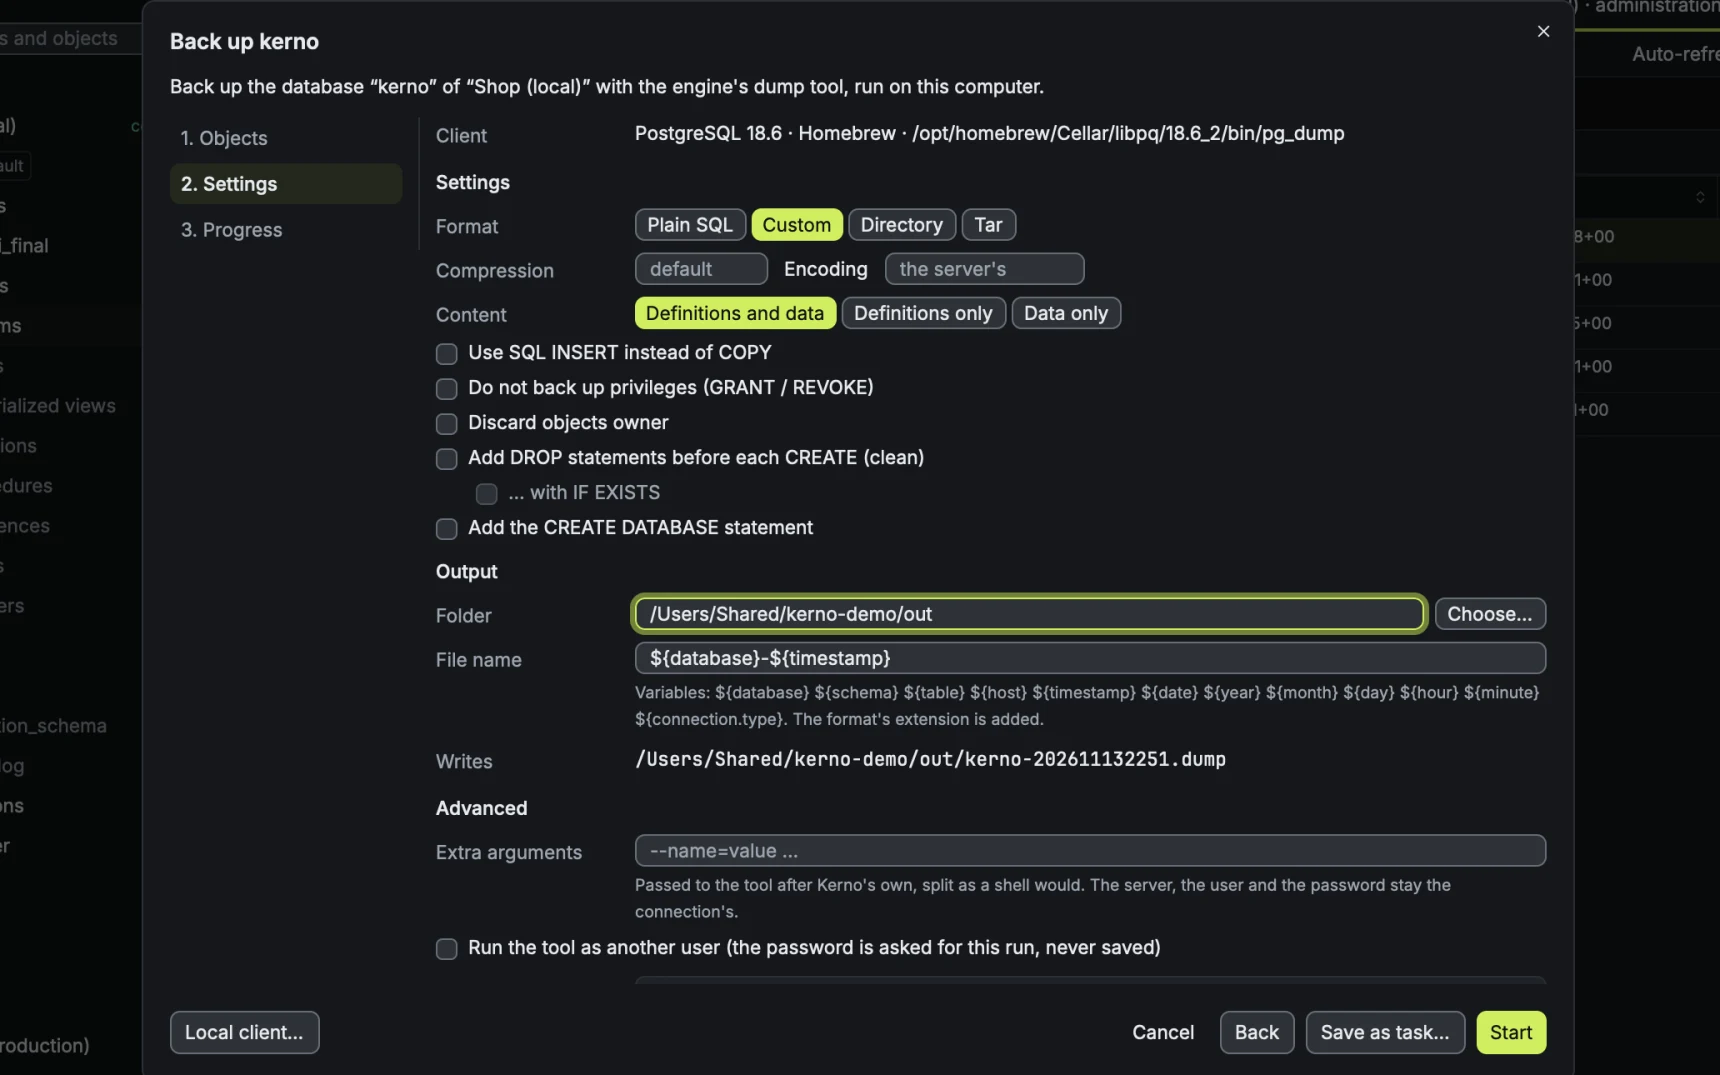 s and objects
· administration
Back up kerno
Auto-refre
Back up the database “kerno” of “Shop (local)” with the engine's dump tool, run on this computer.
al)
ault
s
i_final
s
ms
s
rialized views
ions
edures
ences
s
ers
tion_schema
log
ons
er
roduction)
1. Objects
2. Settings
3. Progress
Client
PostgreSQL 18.6 · Homebrew · /opt/homebrew/Cellar/libpq/18.6_2/bin/pg_dump
Settings
Format Plain SQL Custom Directory Tar
Compression default Encoding the server's
Content Definitions and data Definitions only Data only
Use SQL INSERT instead of COPY
Do not back up privileges (GRANT / REVOKE)
Discard objects owner
Add DROP statements before each CREATE (clean)
... with IF EXISTS
Add the CREATE DATABASE statement
Output
Folder /Users/Shared/kerno-demo/out Choose...
File name ${database}-${timestamp}
Variables: ${database} ${schema} ${table} ${host} ${timestamp} ${date} ${year} ${month} ${day} ${hour} ${minute}
${connection.type}. The format's extension is added.
Writes /Users/Shared/kerno-demo/out/kerno-202611132251.dump
Advanced
Extra arguments --name=value ...
Passed to the tool after Kerno's own, split as a shell would. The server, the user and the password stay the
connection's.
Run the tool as another user (the password is asked for this run, never saved)
Local client... Cancel Back Save as task... Start
8+00
1+00
5+00
1+00
1+00